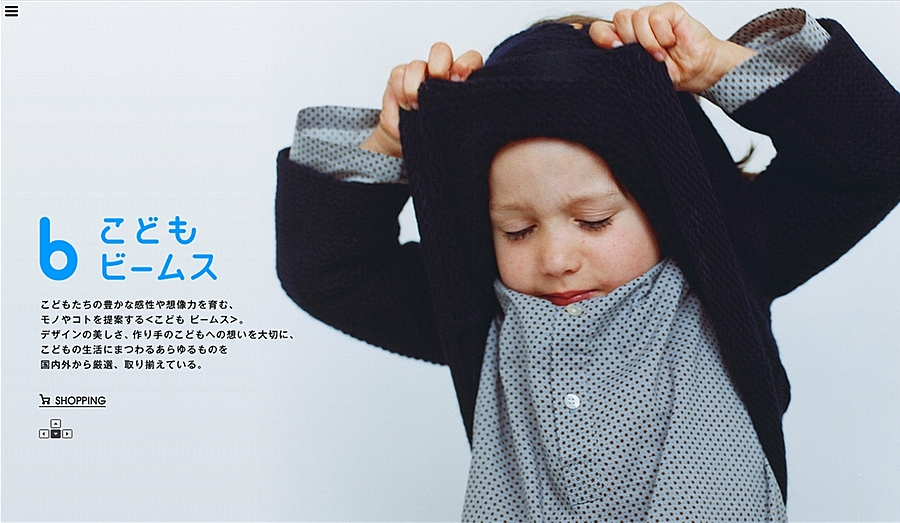 b こども
ビームス
こどもたちの豊かな感性や想像力を育む、
モノやコトを提案する<こども ビームス>。
デザインの美しさ、作り手のこどもへの想いを大切に、
こどもの生活にまつわるあらゆるものを
国内外から厳選、取り揃えている。
SHOPPING